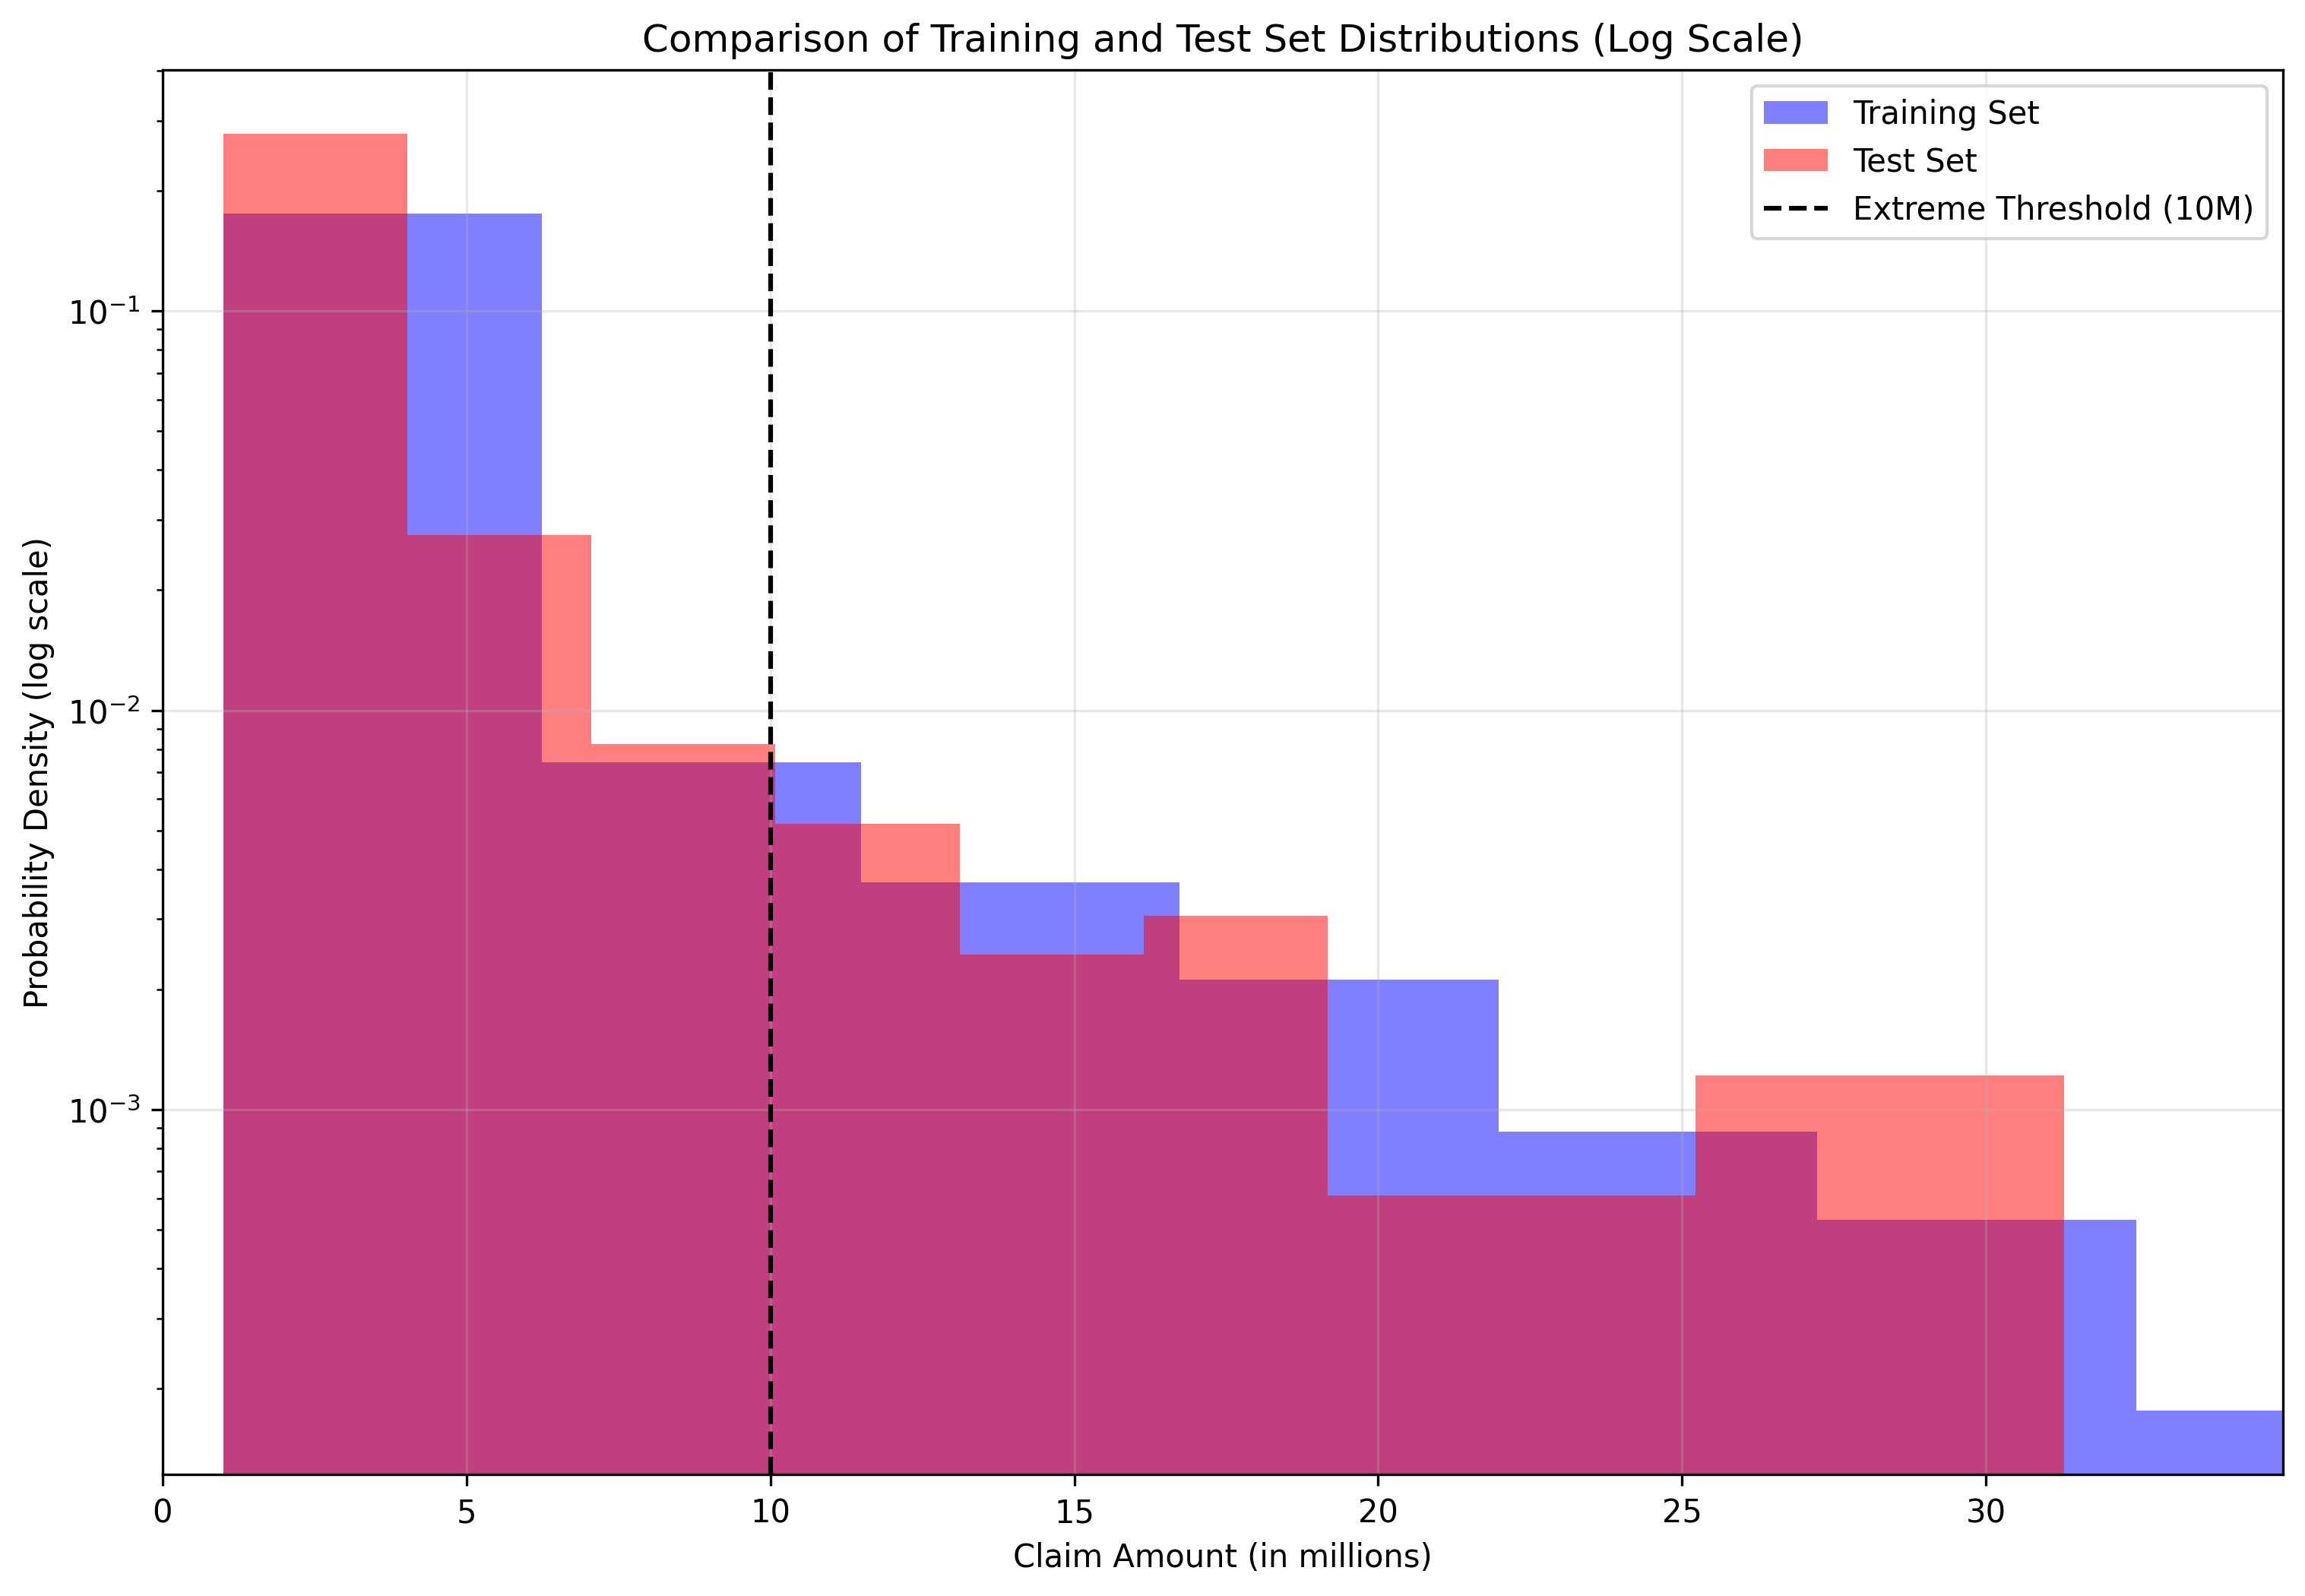 Comparison of Training and Test Set Distributions (Log Scale)
Training Set
Test Set
Extreme Threshold (10M)
Probability Density (log scale)
10⁻¹
10⁻²
10⁻³
0 5 10 15 20 25 30
Claim Amount (in millions)